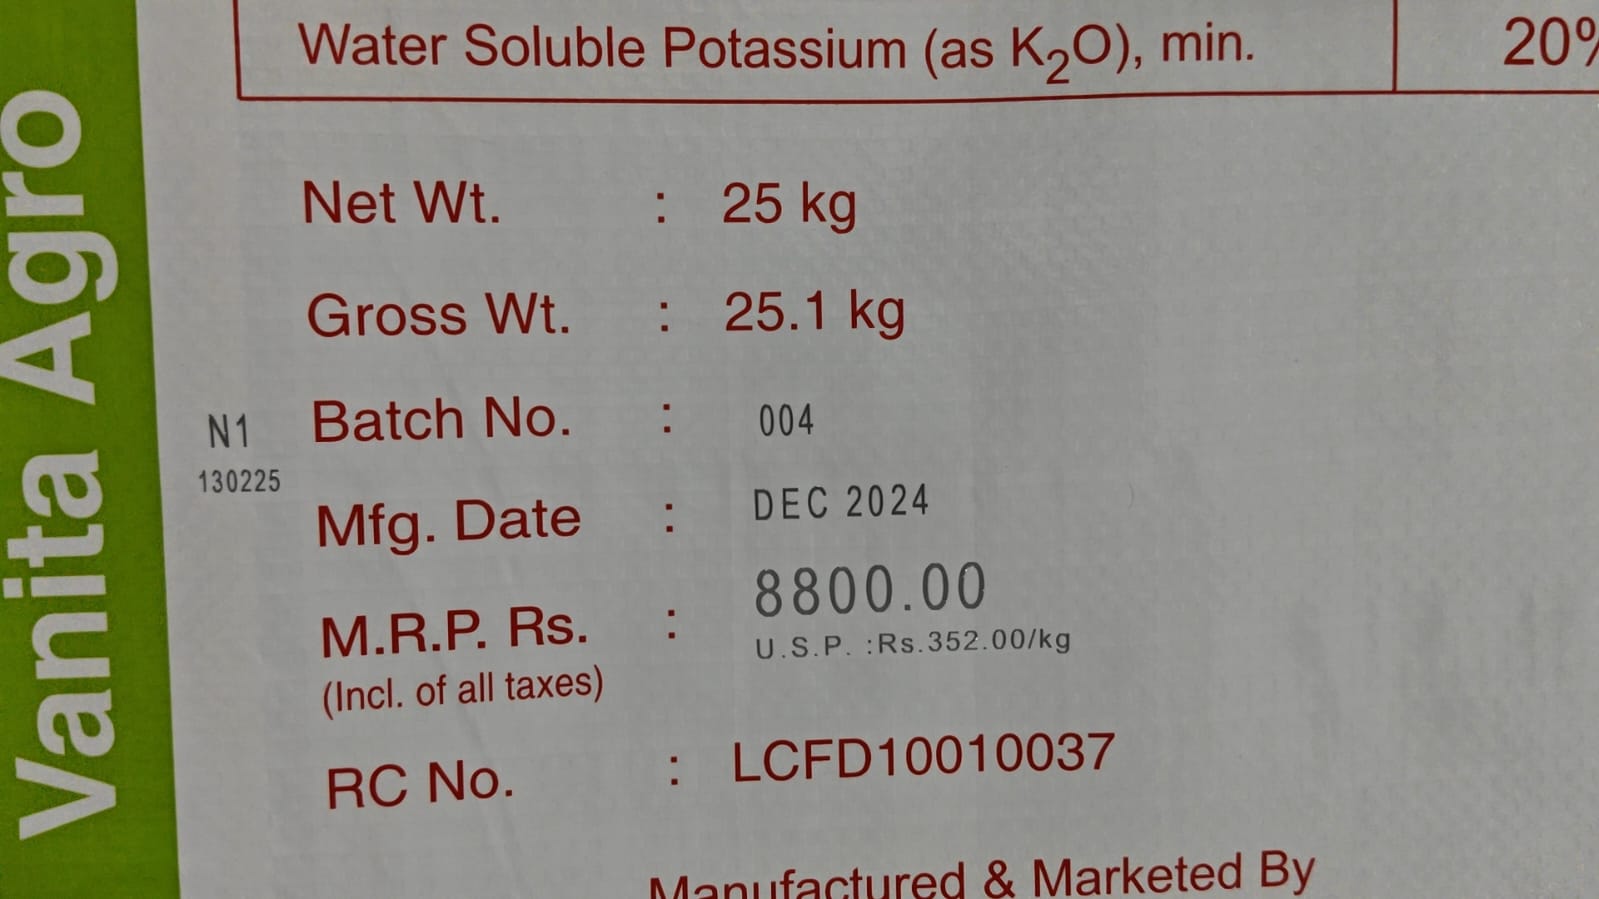 Water Soluble Potassium (as K₂O), min. 20%
Net Wt. : 25 kg
Gross Wt. : 25.1 kg
Batch No. : 004
N1
130225
Mfg. Date : DEC 2024
M.R.P. Rs. : 8800.00
U.S.P. :Rs.352.00/kg
(Incl. of all taxes)
RC No. : LCFD10010037
Manufactured & Marketed By
Vanita Agro